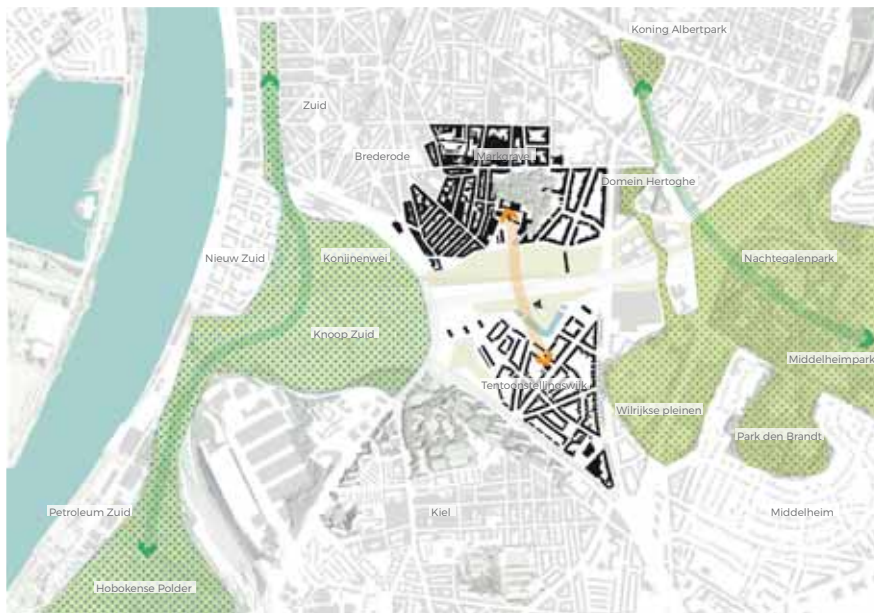 Koning Albertpark
Zuid
Brederode
Markgrave
Domein Hertoghe
Nieuw Zuid
Konijnenwei
Nachtegalenpark
Knoop Zuid
Middelheimpark
Tentoonstellingswijk
Wilrijkse pleinen
Park den Brandt
Petroleum Zuid
Kiel
Middelheim
Hobokense Polder